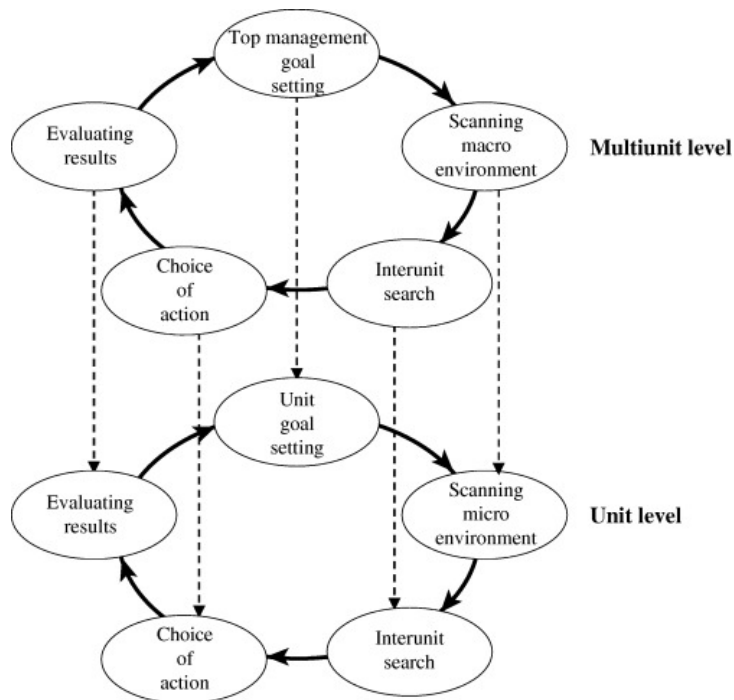 Top management
goal
setting
Evaluating
results
Scanning
macro
environment
Multiunit level
Choice
of
action
Interunit
search
Unit
goal
setting
Evaluating
results
Scanning
micro
environment
Unit level
Choice
of
action
Interunit
search